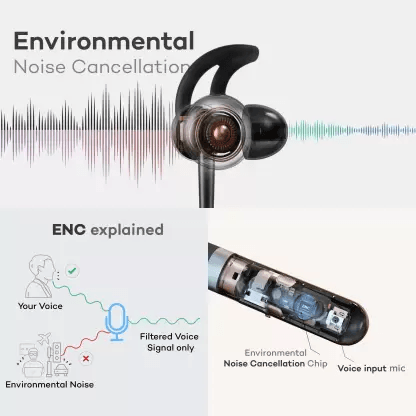 Environmental
Noise Cancellation
ENC explained
Your Voice
Filtered Voice
Signal only
Environmental Noise
Environmental
Noise Cancellation Chip
Voice input mic